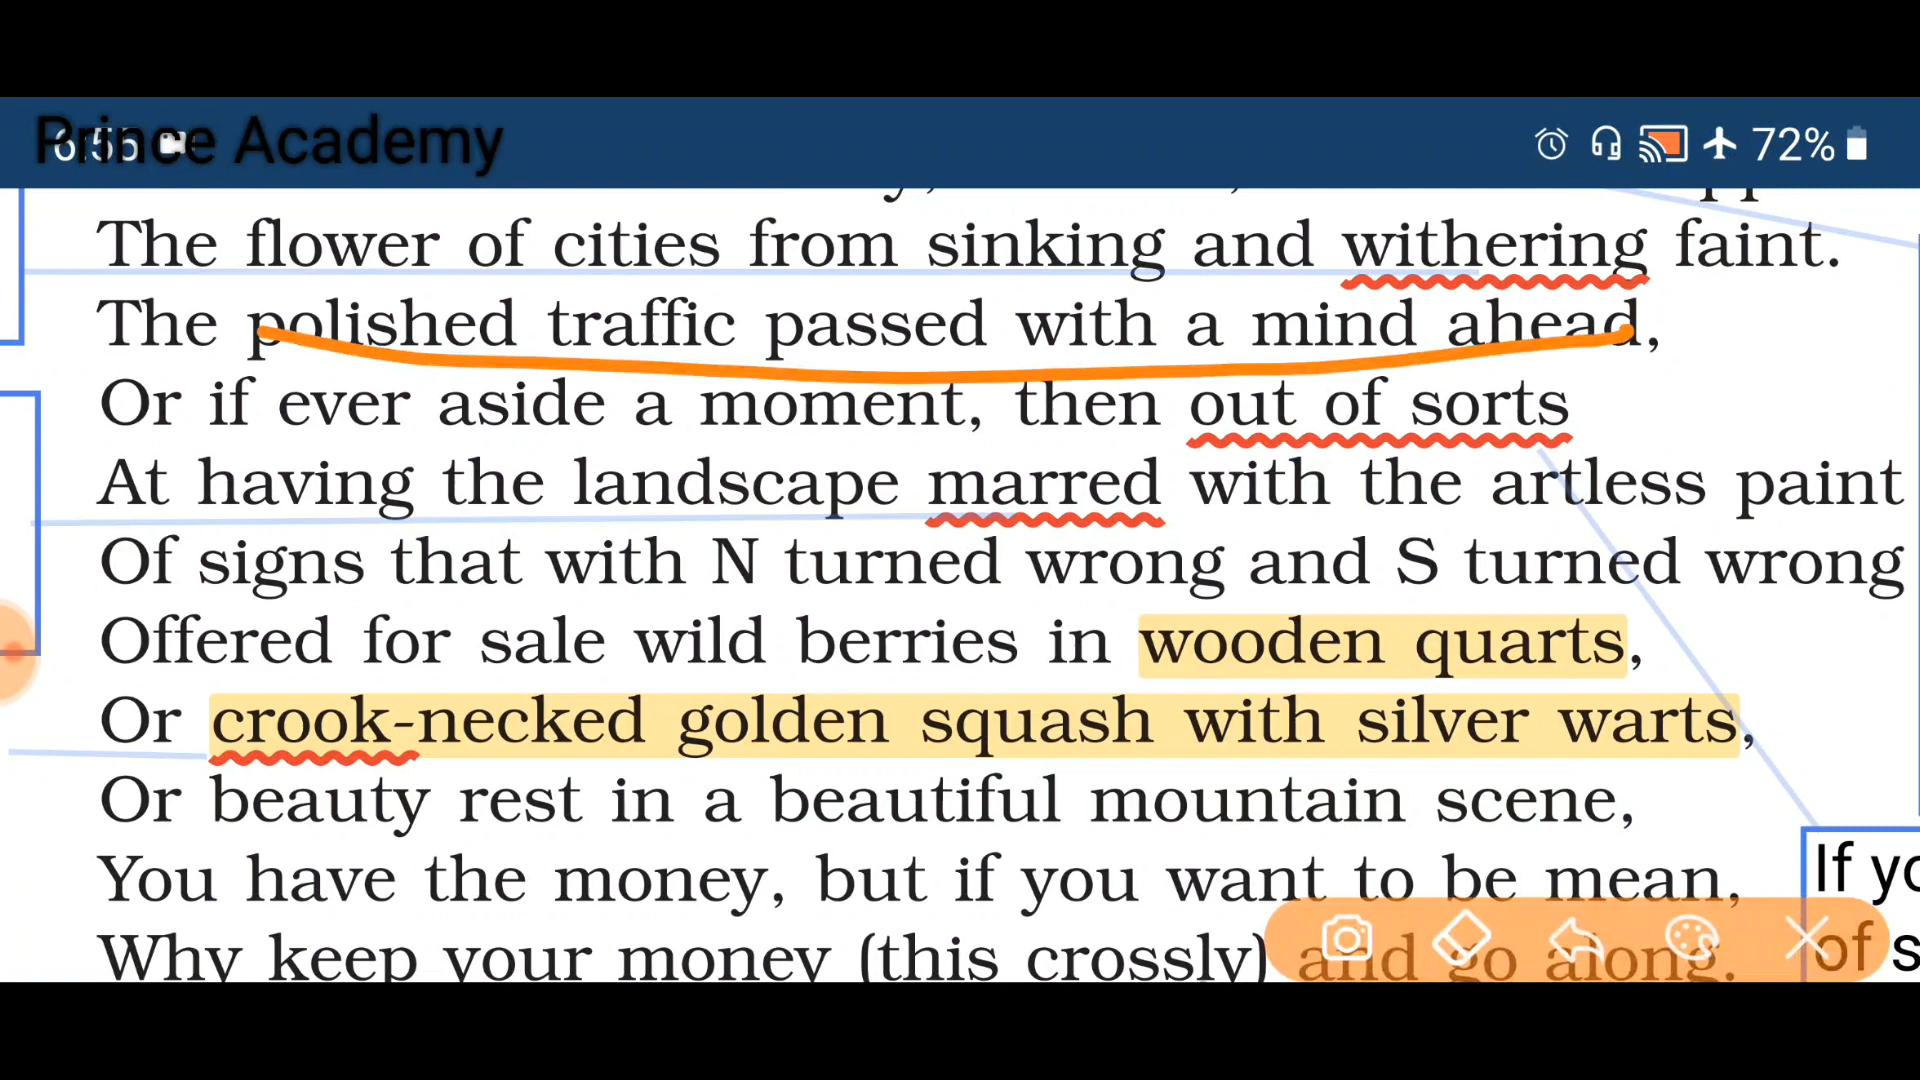 Prince Academy
6:55
72%
The flower of cities from sinking and withering faint.
The polished traffic passed with a mind ahead,
Or if ever aside a moment, then out of sorts
At having the landscape marred with the artless paint
Of signs that with N turned wrong and S turned wrong
Offered for sale wild berries in wooden quarts,
Or crook-necked golden squash with silver warts,
Or beauty rest in a beautiful mountain scene,
You have the money, but if you want to be mean,
If
Why keep your money (this crossly) and go along.
of